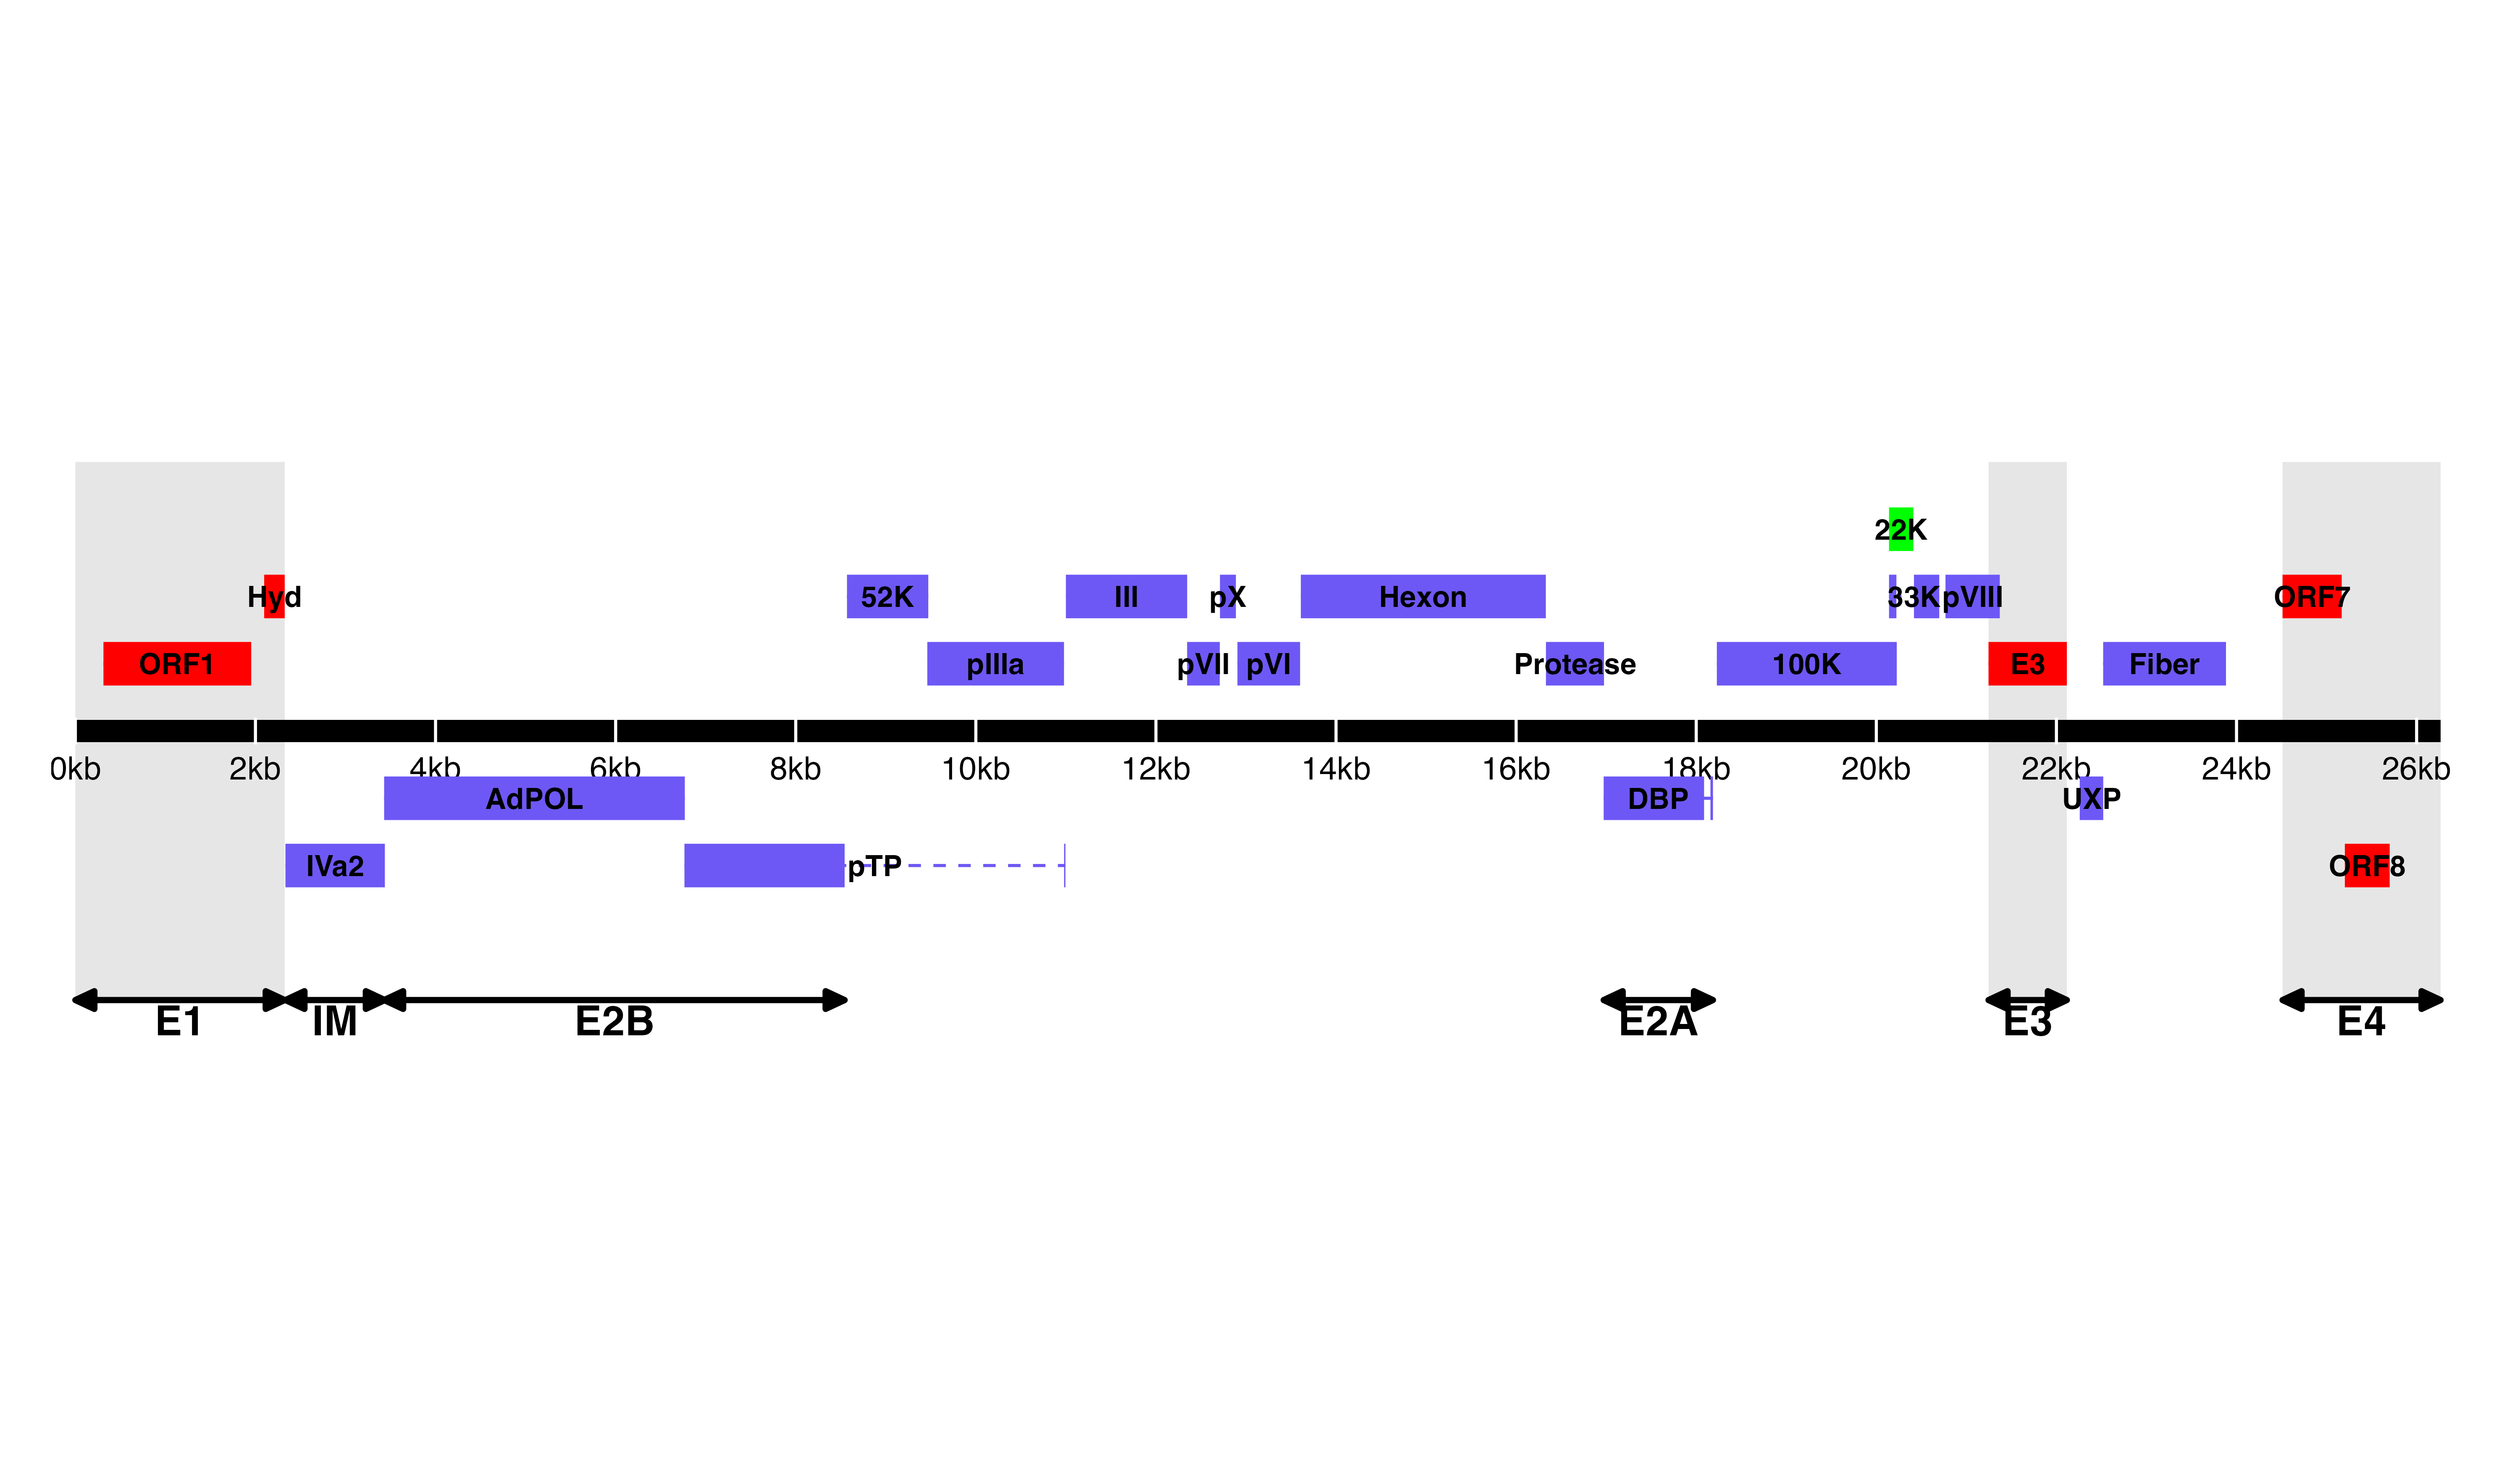 22K
Hyd 52K III pX Hexon 33K pVIII ORF7
ORF1 pIIIa pVII pVI Protease 100K E3 Fiber
0kb 2kb 4kb 6kb 8kb 10kb 12kb 14kb 16kb 18kb 20kb 22kb 24kb 26kb
AdPOL DBP UXP
IVa2 pTP ORF8
E1 IM E2B E2A E3 E4